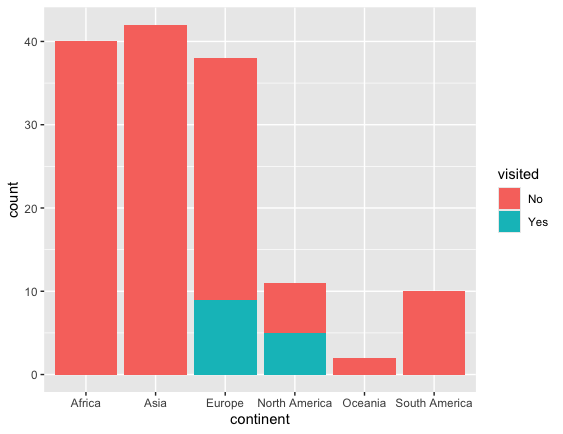 40
30
20
10
0
count
Africa Asia Europe North America Oceania South America
continent
visited
No
Yes